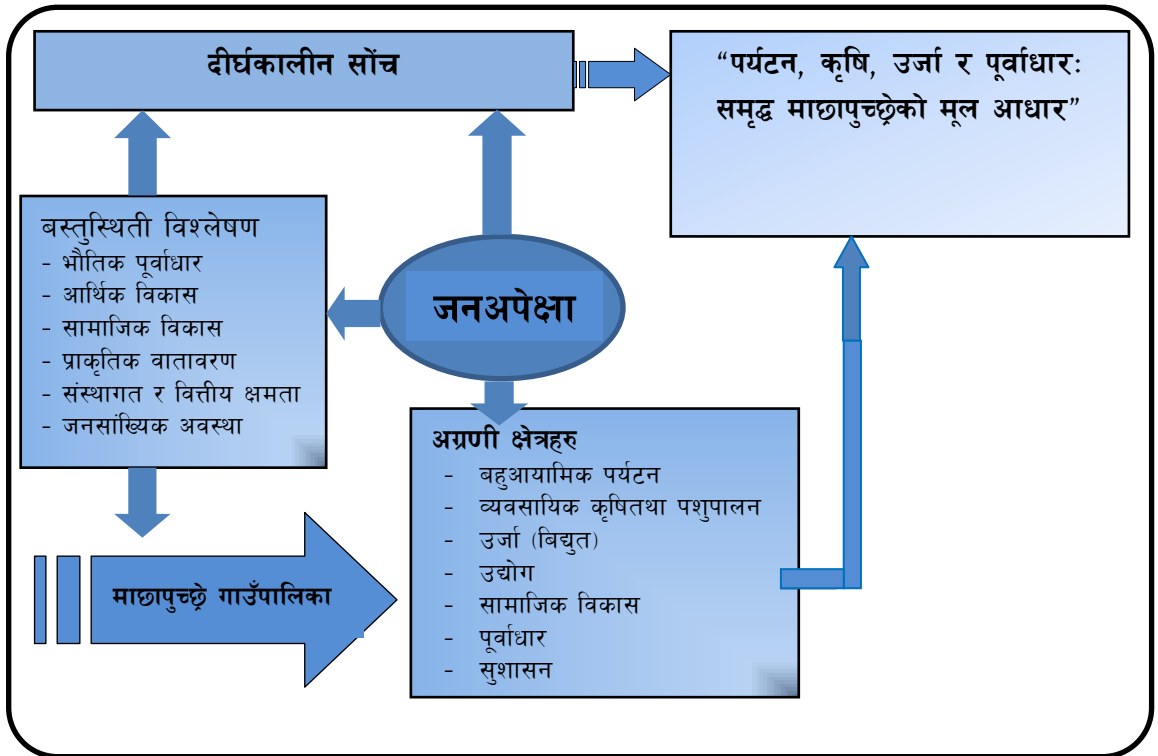 दीर्घकालीन सोंच
“पर्यटन, कृषि, उर्जा र पूर्वाधारः
समृद्ध माछापुच्छ्रेको मूल आधार”
बस्तुस्थिती विश्लेषण
- भौतिक पूर्वाधार
- आर्थिक विकास
- सामाजिक विकास
- प्राकृतिक वातावरण
- संस्थागत र वित्तीय क्षमता
- जनसांख्यिक अवस्था
जनअपेक्षा
अग्रणी क्षेत्रहरु
- बहुआयामिक पर्यटन
- व्यवसायिक कृषितथा पशुपालन
- उर्जा (बिद्युत)
- उद्योग
- सामाजिक विकास
- पूर्वाधार
- सुशासन
माछापुच्छ्रे गाउँपालिका